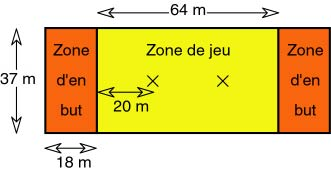 64 m
Zone
d'en
but
Zone de jeu
Zone
d'en
but
37 m
20 m
18 m